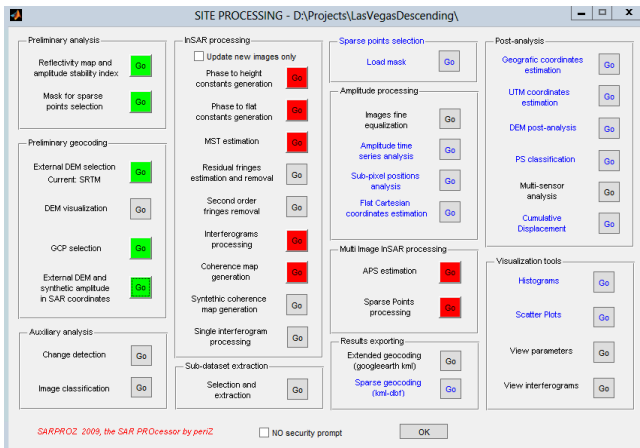 SITE PROCESSING - D:\Projects\LasVegasDescending\
Preliminary analysis
Reflectivity map and
amplitude stability index
Go
Mask for sparse
points selection
Go
Preliminary geocoding
External DEM selection
Current: SRTM
Go
DEM visualization
Go
GCP selection
Go
External DEM and
synthetic amplitude
in SAR coordinates
Go
Auxiliary analysis
Change detection
Go
Image classification
Go
InSAR processing
Update new images only
Phase to height
constants generation
Go
Phase to flat
constants generation
Go
MST estimation
Go
Residual fringes
estimation and removal
Go
Second order
fringes removal
Go
Interferograms
processing
Go
Coherence map
generation
Go
Syntethic coherence
map generation
Go
Single interferogram
processing
Go
Sub-dataset extraction
Selection and
extraction
Go
Sparse points selection
Load mask
Go
Amplitude processing
Images fine
equalization
Go
Amplitude time
series analysis
Go
Sub-pixel positions
analysis
Go
Flat Cartesian
coordinates estimation
Go
Multi Image InSAR processing
APS estimation
Go
Sparse Points
processing
Go
Results exporting
Extended geocoding
(googleearth kml)
Go
Sparse geocoding
(kml-dbf)
Go
Post-analysis
Geografic coordinates
estimation
Go
UTM coordinates
estimation
Go
DEM post-analysis
Go
PS classification
Go
Multi-sensor
analysis
Go
Cumulative
Displacement
Go
Visualization tools
Histograms
Go
Scatter Plots
Go
View parameters
Go
View interferograms
Go
SARPROZ 2009, the SAR PROcessor by periZ
NO security prompt
OK